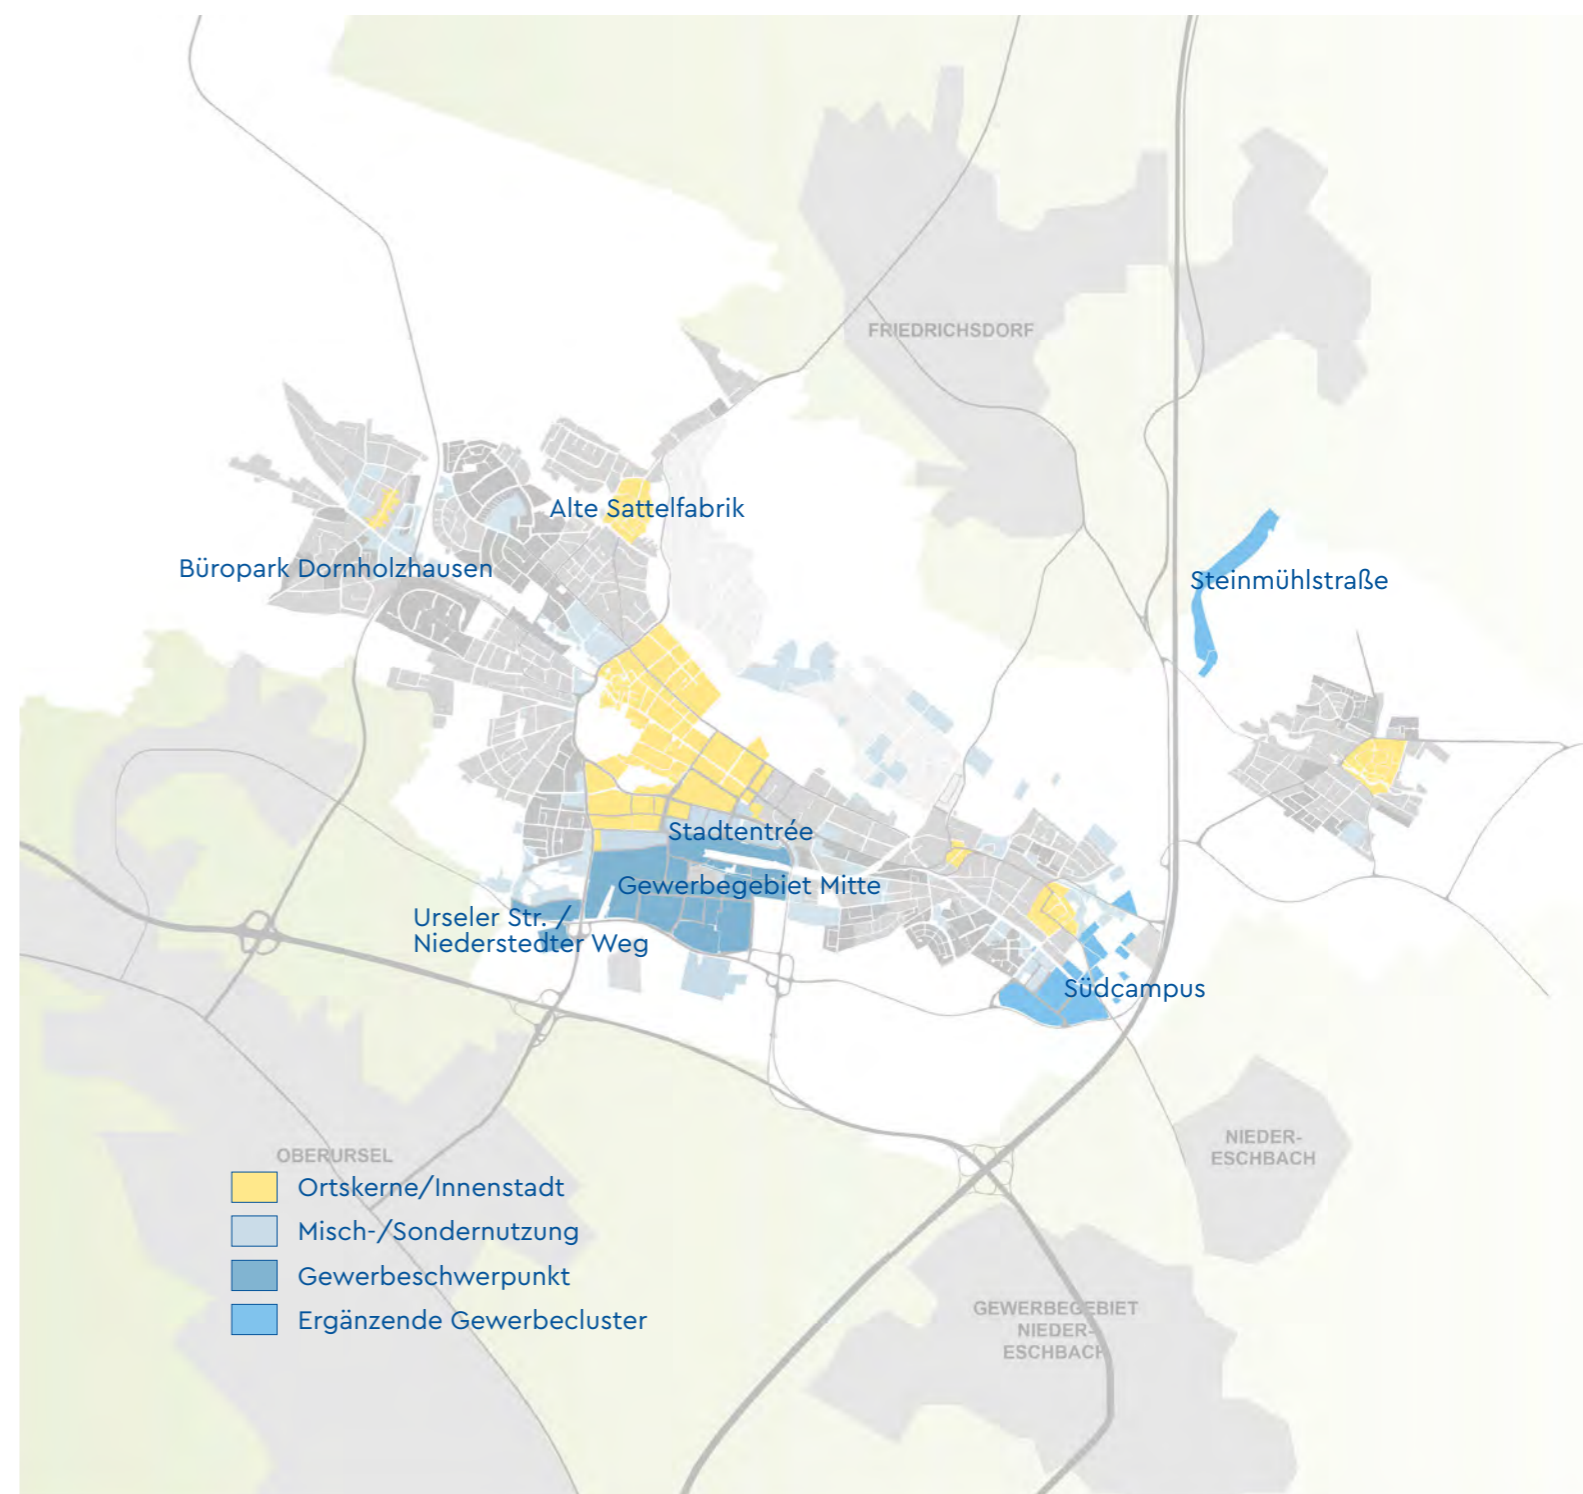 FRIEDRICHSDORF
Alte Sattelfabrik
Büropark Dornholzhausen
Steinmühlstraße
Stadtentrée
Gewerbegebiet Mitte
Urseler Str. /
Niederstedter Weg
Südcampus
NIEDER-
ESCHBACH
OBERURSEL
Ortskerne/Innenstadt
Misch-/Sondernutzung
Gewerbeschwerpunkt
Ergänzende Gewerbecluster
GEWERBEGEBIET
NIEDER-
ESCHBACH